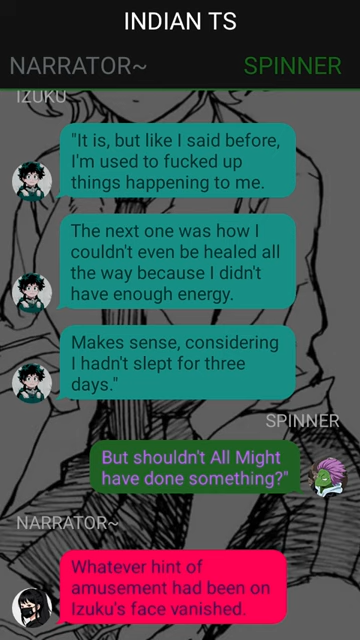 INDIAN TS
NARRATOR~ SPINNER
IZUKU
"It is, but like I said before,
I'm used to fucked up
things happening to me.
The next one was how I
couldn't even be healed all
the way because I didn't
have enough energy.
Makes sense, considering
I hadn't slept for three
days."
SPINNER
But shouldn't All Might
have done something?"
NARRATOR~
Whatever hint of
amusement had been on
Izuku's face vanished.